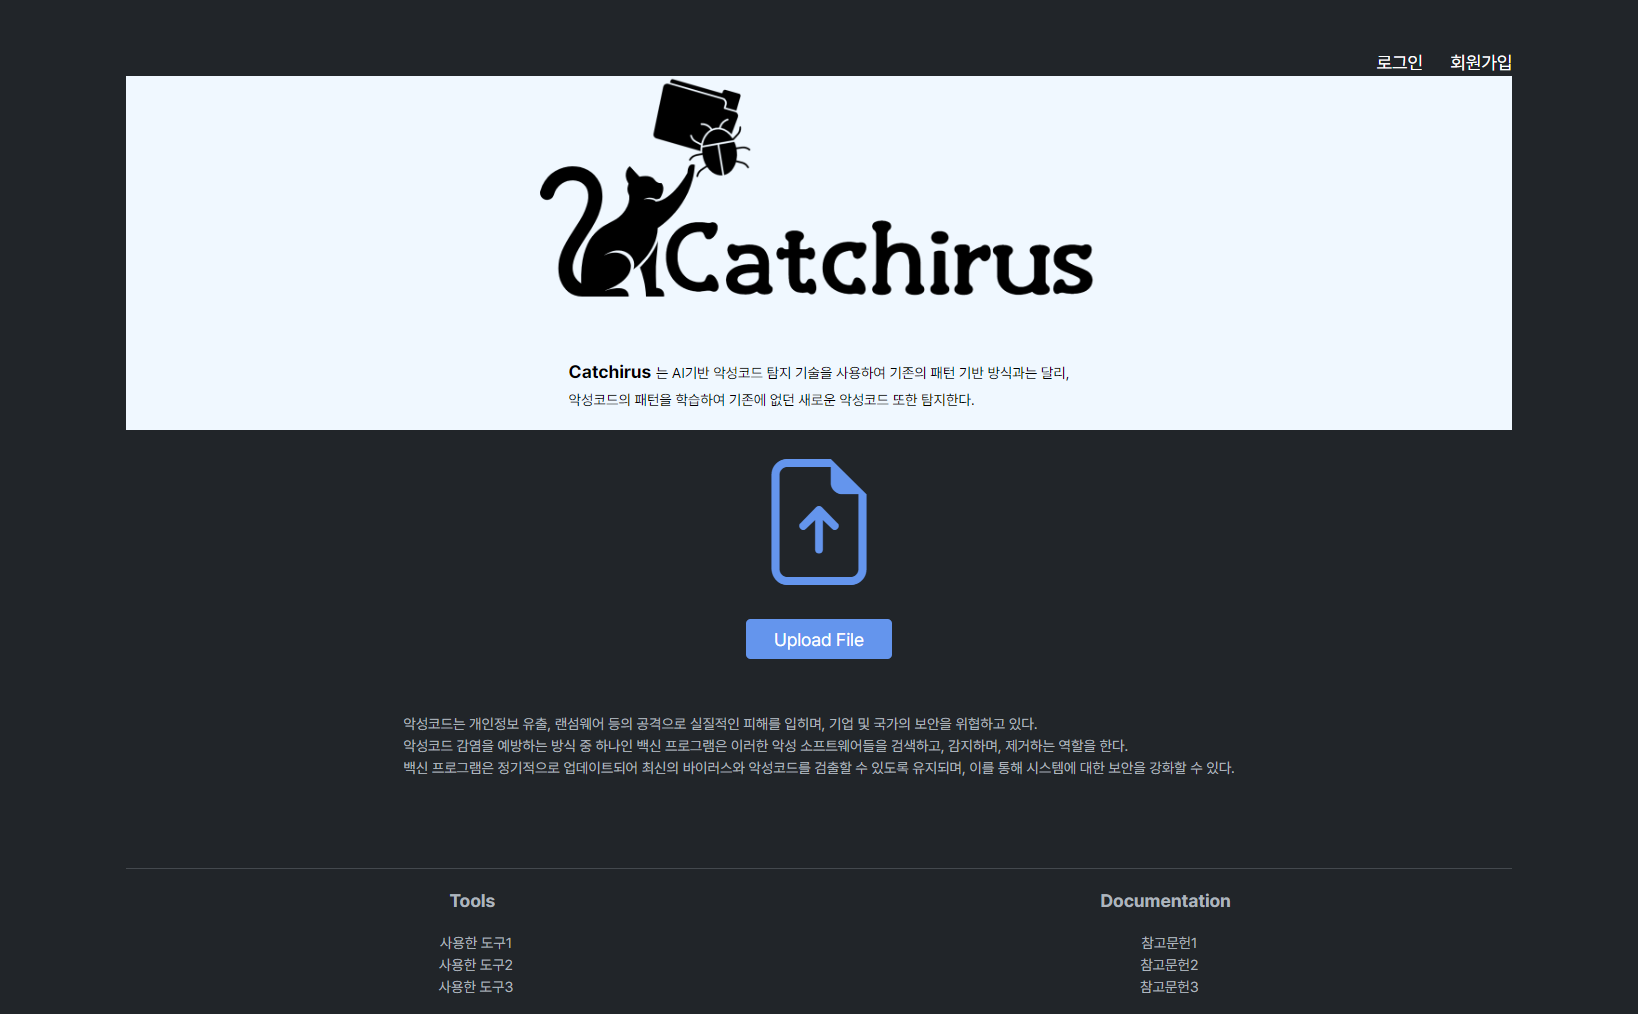 로그인 회원가입
Catchirus
Catchirus 는 AI기반 악성코드 탐지 기술을 사용하여 기존의 패턴 기반 방식과는 달리,
악성코드의 패턴을 학습하여 기존에 없던 새로운 악성코드 또한 탐지한다.
Upload File
악성코드는 개인정보 유출, 랜섬웨어 등의 공격으로 실질적인 피해를 입히며, 기업 및 국가의 보안을 위협하고 있다.
악성코드 감염을 예방하는 방식 중 하나인 백신 프로그램은 이러한 악성 소프트웨어들을 검색하고, 감지하며, 제거하는 역할을 한다.
백신 프로그램은 정기적으로 업데이트되어 최신의 바이러스와 악성코드를 검출할 수 있도록 유지되며, 이를 통해 시스템에 대한 보안을 강화할 수 있다.
Tools
사용한 도구1
사용한 도구2
사용한 도구3
Documentation
참고문헌1
참고문헌2
참고문헌3